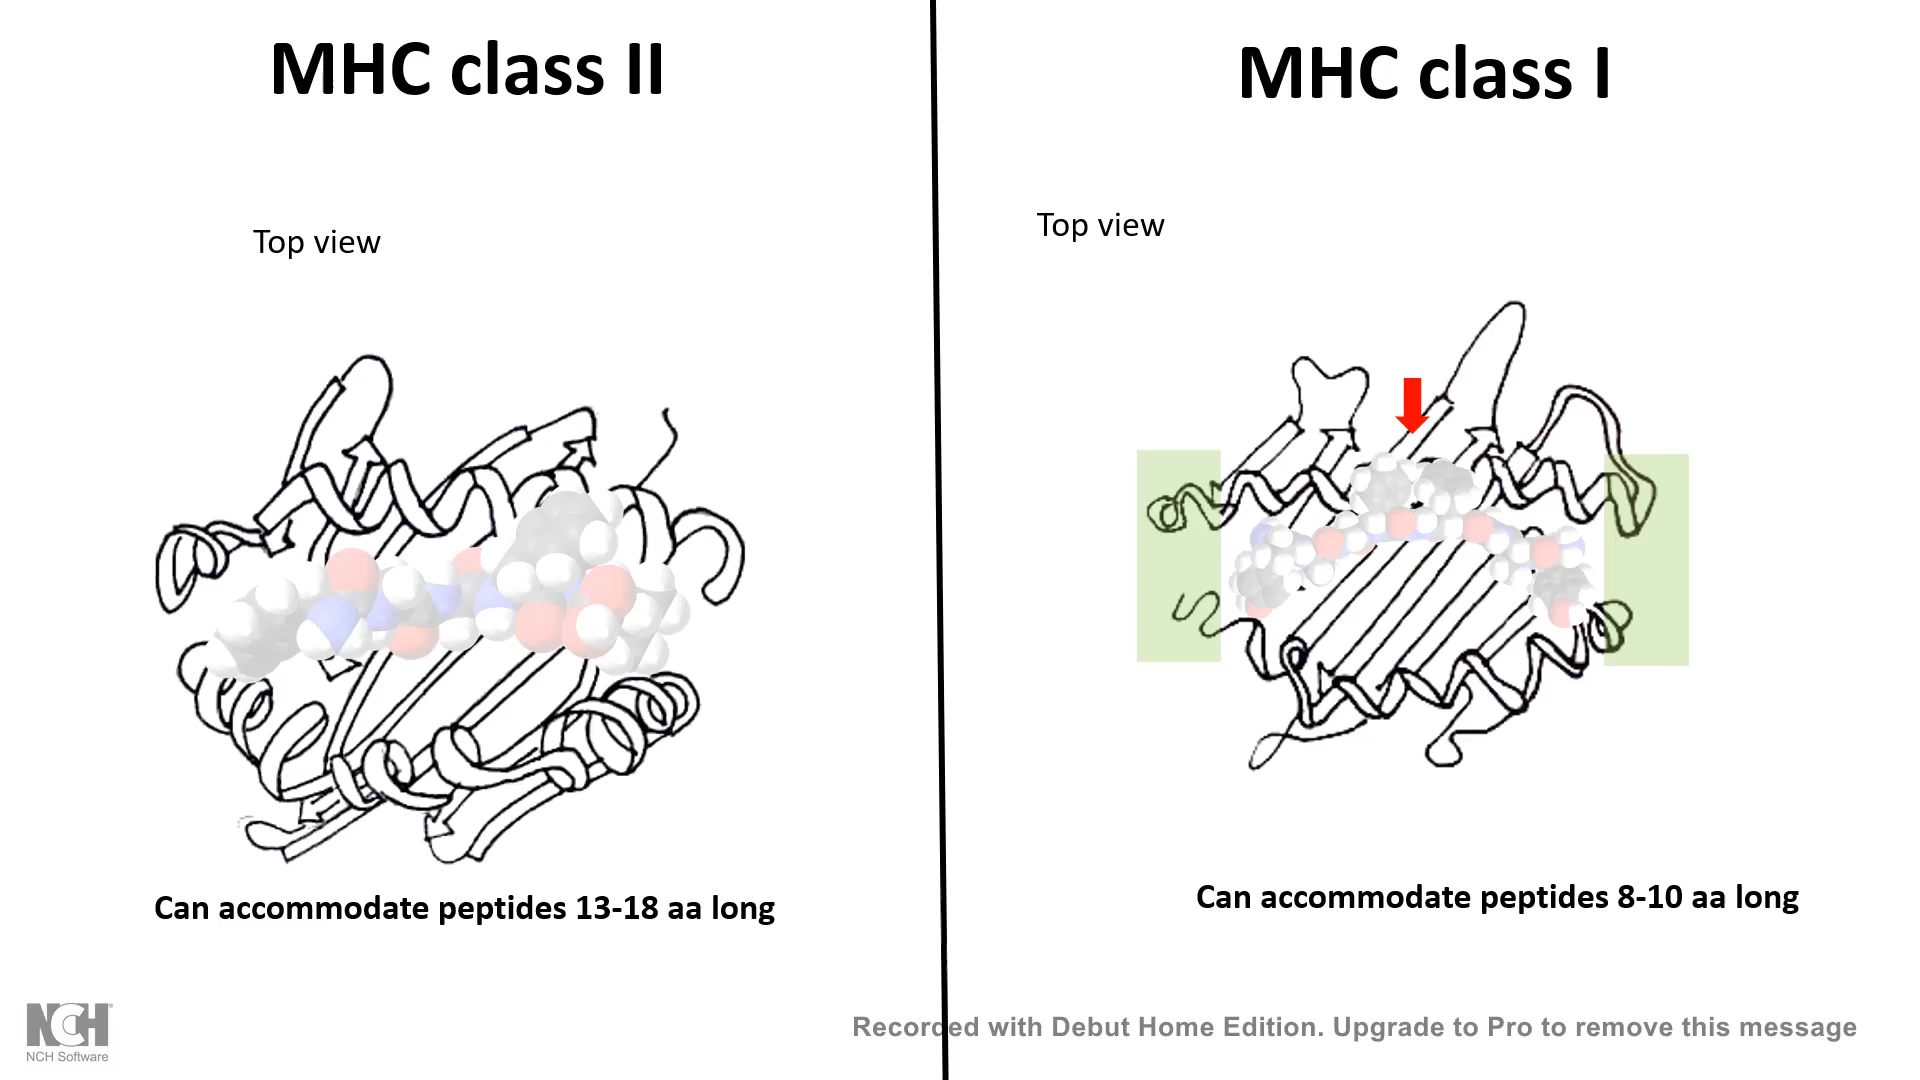 MHC class II
MHC class I
Top view
Top view
Can accommodate peptides 13-18 aa long
Can accommodate peptides 8-10 aa long
NCH
NCH Software
Recorded with Debut Home Edition. Upgrade to Pro to remove this message